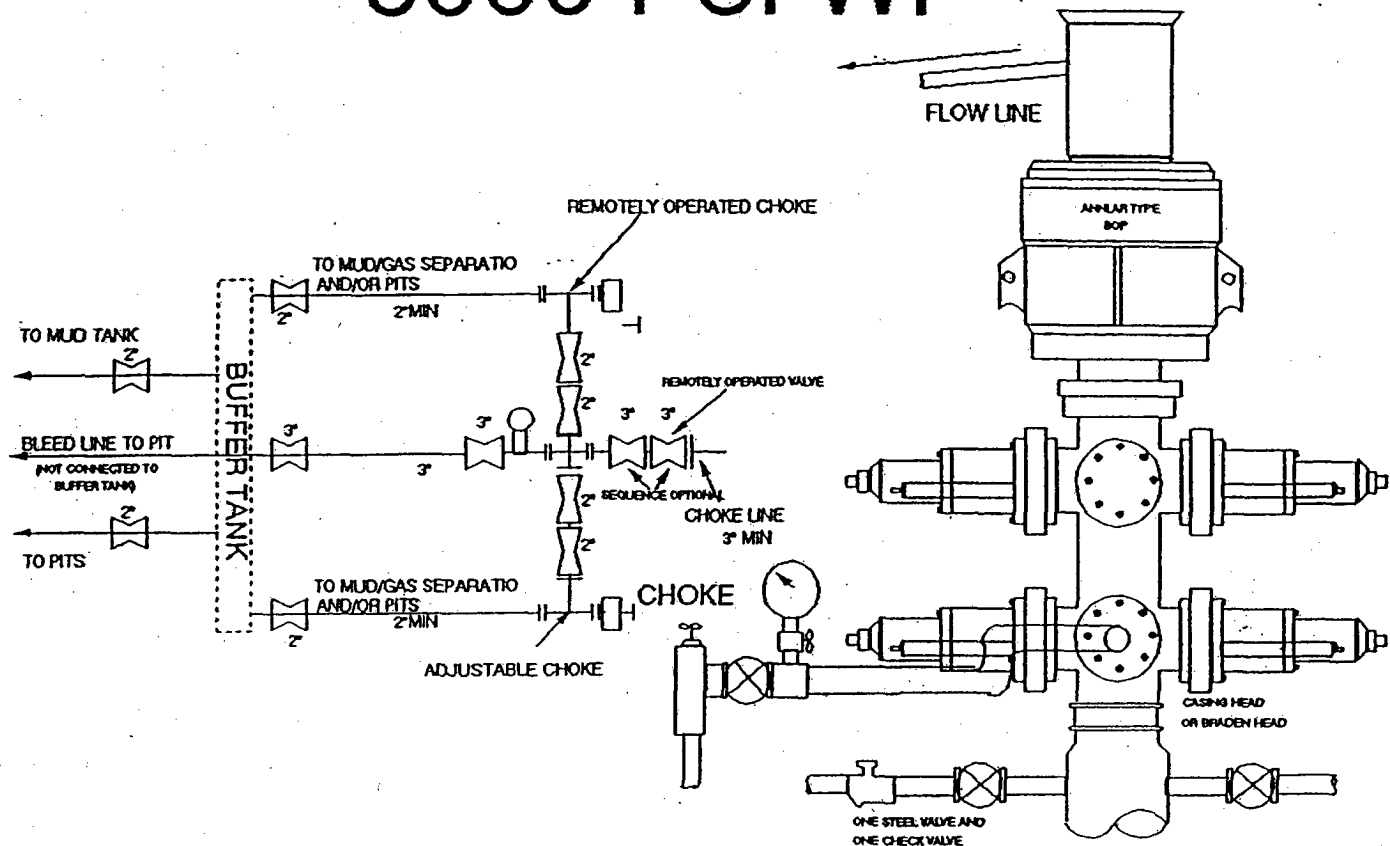 FLOW LINE
ANNLAR TYPE
BOP
REMOTELY OPERATED CHOKE
TO MUD/GAS SEPARATIO
AND/OR PITS
2" MIN
2"
TO MUD TANK
2"
2"
2"
REMOTELY OPERATED VALVE
3"
3"
BUFFER TANK
BLEED LINE TO PIT
(NOT CONNECTED TO
BUFFER TANK)
3"
3"
3"
SEQUENCE OPTIONAL
CHOKE LINE
3" MIN
2"
2"
2"
TO PITS
TO MUD/GAS SEPARATIO
AND/OR PITS
2" MIN
2"
CHOKE
ADJUSTABLE CHOKE
CASING HEAD
OR BRADEN HEAD
ONE STEEL VALVE AND
ONE CHECK VALVE